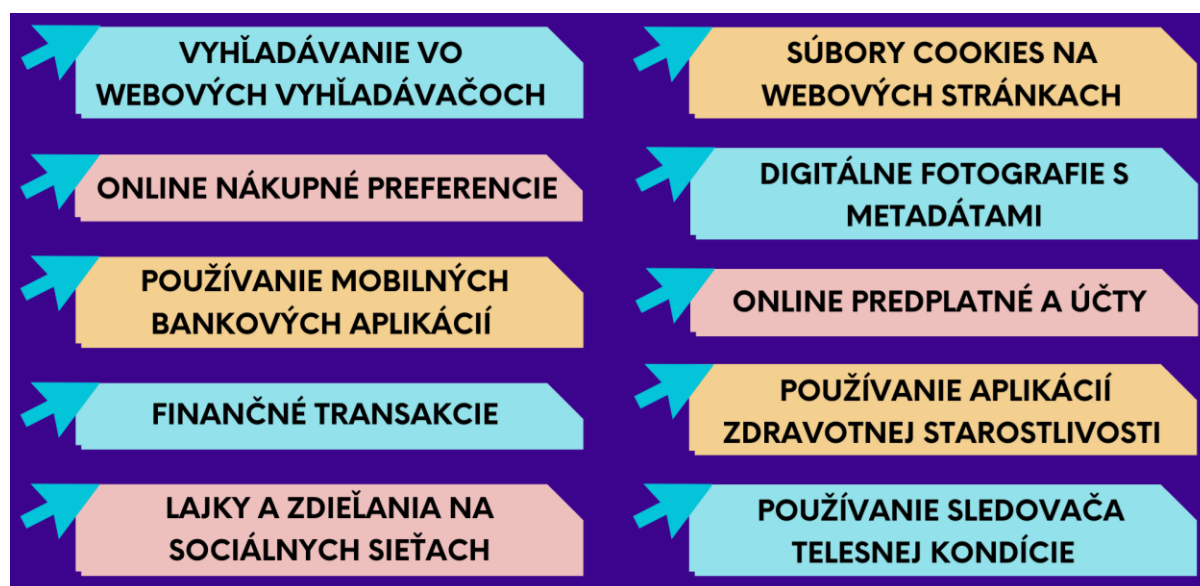 VYHĽADÁVANIE VO
WEBOVÝCH VYHĽADÁVAČOCH
ONLINE NÁKUPNÉ PREFERENCIE
POUŽÍVANIE MOBILNÝCH
BANKOVÝCH APLIKÁCIÍ
FINANČNÉ TRANSAKCIE
LAJKY A ZDIEĽANIA NA
SOCIÁLNYCH SIEŤACH
SÚBORY COOKIES NA
WEBOVÝCH STRÁNKACH
DIGITÁLNE FOTOGRAFIE S
METADÁTAMI
ONLINE PREDPLATNÉ A ÚČTY
POUŽÍVANIE APLIKÁCIÍ
ZDRAVOTNEJ STAROSTLIVOSTI
POUŽÍVANIE SLEDOVAČA
TELESNEJ KONDÍCIE